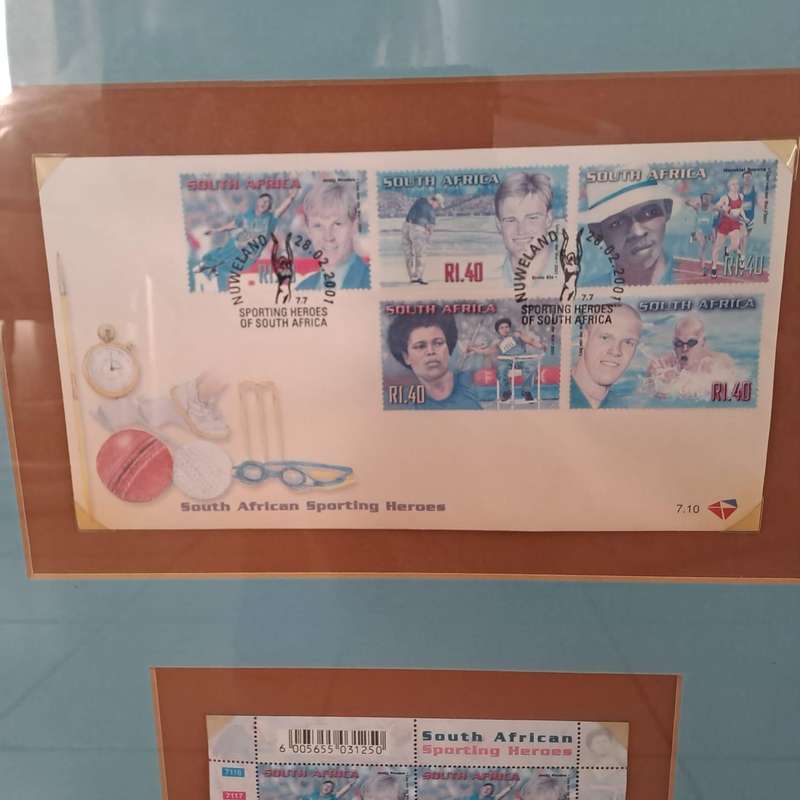 SOUTH AFRICA
SOUTH AFRICA
Ernie Els
R1.40
SOUTH AFRICA
R1.40
NUWELAND 28.02.2001
7.7
SPORTING HEROES
OF SOUTH AFRICA
NUWELAND 28.02.2001
7.7
SPORTING HEROES
OF SOUTH AFRICA
SOUTH AFRICA
R1.40
SOUTH AFRICA
R1.40
South African Sporting Heroes
7.10
6 005655 031250
South African
Sporting Heroes
7116
7117
SOUTH AFRICA
SOUTH AFRICA